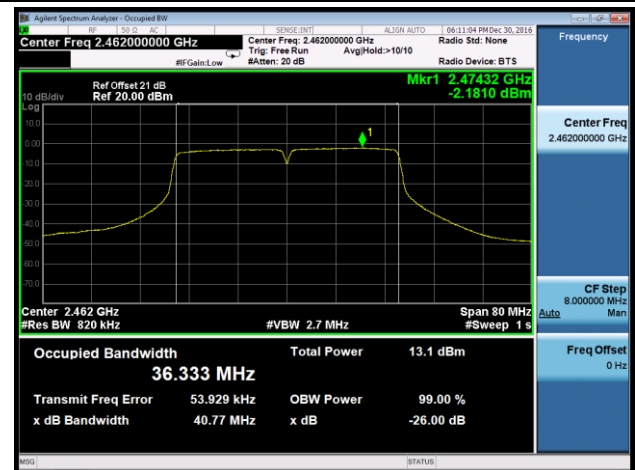 Agilent Spectrum Analyzer - Occupied BW
RF 50 Ω AC SENSE:INT ALIGN AUTO 06:11:04 PM Dec 30, 2016
Center Freq 2.462000000 GHz Center Freq: 2.462000000 GHz Radio Std: None
Trig: Free Run Avg|Hold:>10/10
#IFGain:Low #Atten: 20 dB Radio Device: BTS
Frequency
Ref Offset 21 dB Mkr1 2.47432 GHz
10 dB/div Ref 20.00 dBm -2.1810 dBm
Log
10.0
0.00
-10.0
-20.0
-30.0
-40.0
-50.0
-60.0
-70.0
1
Center 2.462 GHz Span 80 MHz
#Res BW 820 kHz #VBW 2.7 MHz #Sweep 1 s
Occupied Bandwidth Total Power 13.1 dBm
36.333 MHz
Transmit Freq Error 53.929 kHz OBW Power 99.00 %
x dB Bandwidth 40.77 MHz x dB -26.00 dB
Center Freq
2.462000000 GHz
CF Step
8.000000 MHz
Auto Man
Freq Offset
0 Hz
MSG STATUS